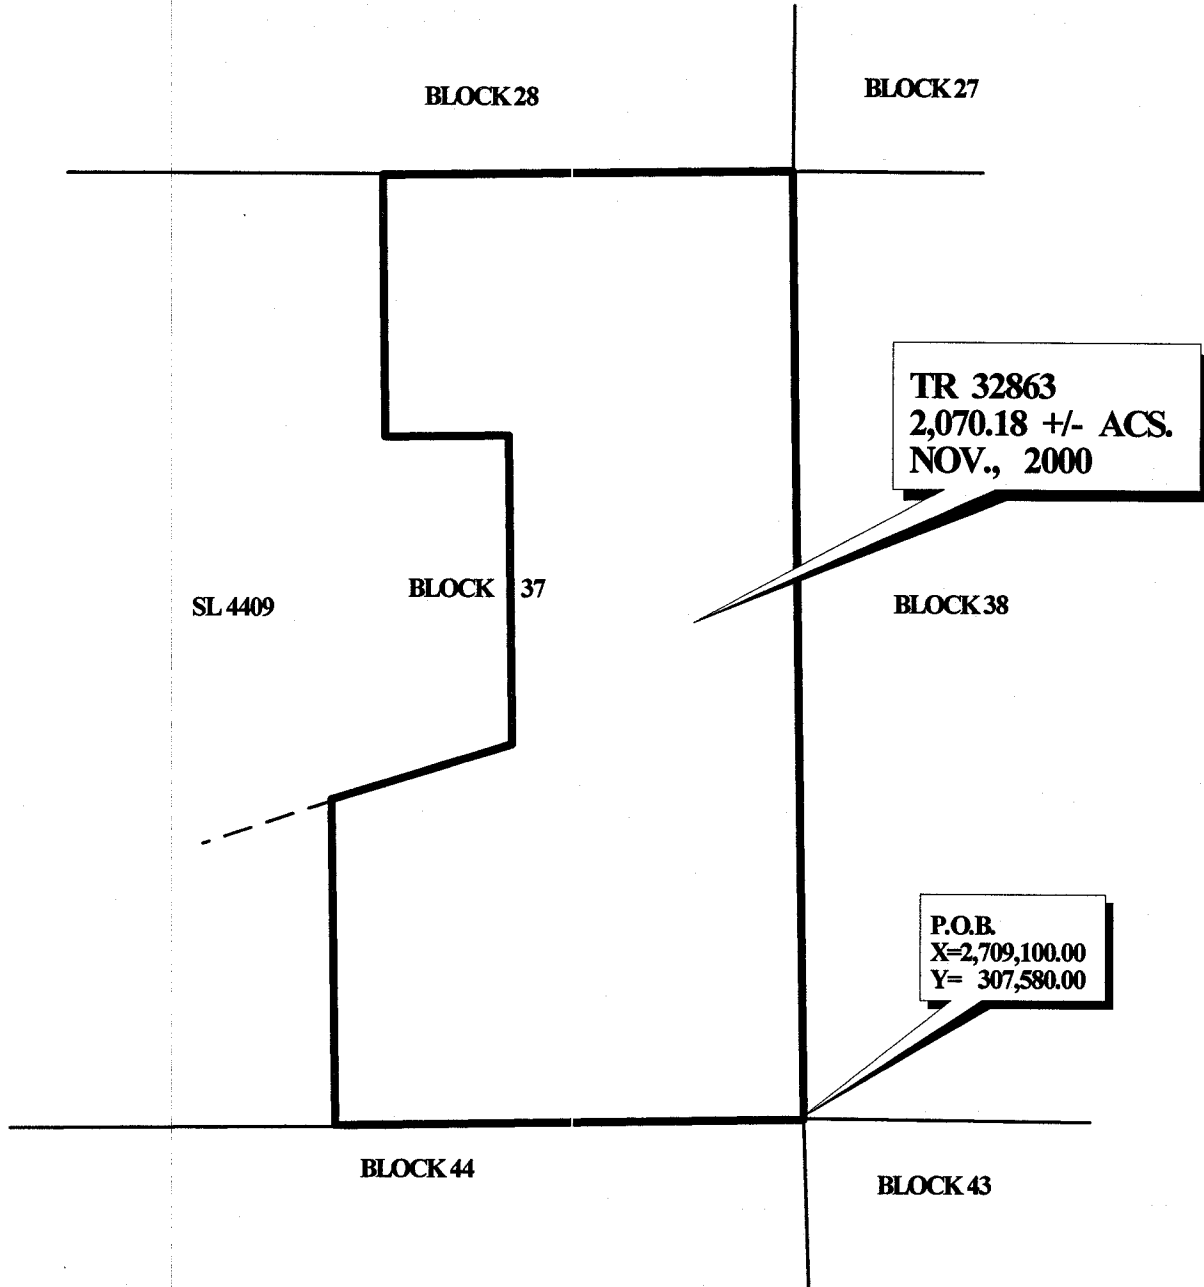 BLOCK 28
BLOCK 27
TR 32863
2,070.18 +/- ACS.
NOV., 2000
BLOCK 37
SL 4409
BLOCK 38
P.O.B.
X=2,709,100.00
Y= 307,580.00
BLOCK 44
BLOCK 43